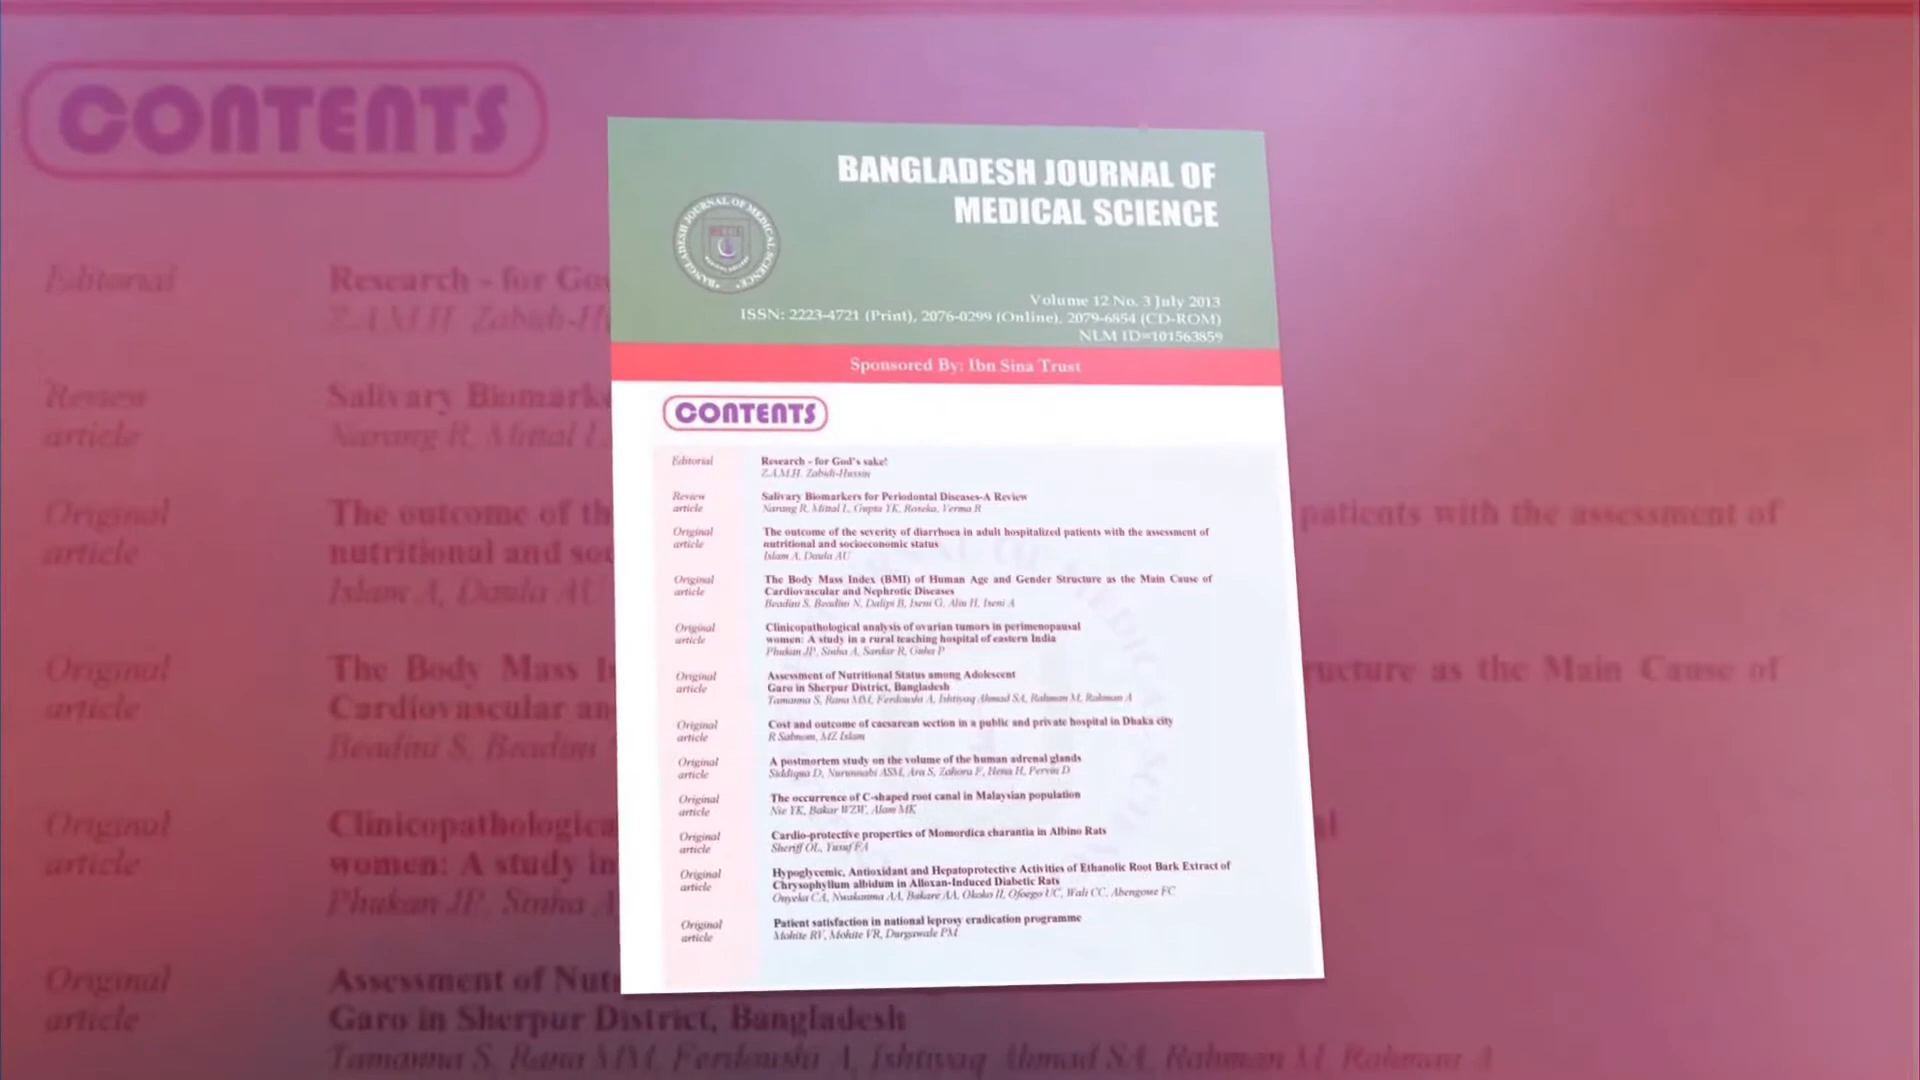 CONTENTS
BANGLADESH JOURNAL OF
MEDICAL SCIENCE
BANGLADESH JOURNAL OF MEDICAL SCIENCE
Volume 12 No. 3 July 2013
ISSN: 2223-4721 (Print), 2076-0299 (Online), 2079-6854 (CD-ROM)
NLM ID=101563859
Sponsored By: Ibn Sina Trust
CONTENTS
Editorial Research - for God's sake!
Z.A.M.H. Zabidi-Hussin
Review article Salivary Biomarkers for Periodontal Diseases-A Review
Narang R, Mittal L, Gupta YK, Verma R
Original article The outcome of the severity of diarrhoea in adult hospitalized patients with the assessment of
nutritional and socioeconomic status
Islam A, Daula AU
Original article The Body Mass Index (BMI) of Human Age and Gender Structure as the Main Cause of
Cardiovascular and Nephrotic Diseases
Beadini S, Beadini N, Dalipi B, Iseni G, Aliu H, Iseni A
Original article Clinicopathological analysis of ovarian tumors in perimenopausal
women: A study in a rural teaching hospital of eastern India
Phukan JP, Sinha A, Sardar R, Guha P
Original article Assessment of Nutritional Status among Adolescent
Garo in Sherpur District, Bangladesh
Tamanna S, Rana MM, Ferdoushi A, Ishtiyaq Ahmad SA, Rahman M, Rahman A
Original article Cost and outcome of caesarean section in a public and private hospital in Dhaka city
R Sabnom, MZ Islam
Original article A postmortem study on the volume of the human adrenal glands
Siddiqua D, Nurunnabi ASM, Ara S, Zohora F, Hena H, Pervin D
Original article The occurrence of C-shaped root canal in Malaysian population
Nie YK, Bakar WZW, Alam MK
Original article Cardio-protective properties of Momordica charantia in Albino Rats
Sheriff OL, Yusuf FA
Original article Hypoglycemic, Antioxidant and Hepatoprotective Activities of Ethanolic Root Bark Extract of
Chrysophyllum albidum in Alloxan-Induced Diabetic Rats
Onyeka CA, Nwakanma AA, Bakare AA, Okoko II, Ofoego UC, Wali CC, Abengowe FC
Original article Patient satisfaction in national leprosy eradication programme
Mohite RV, Mohite VR, Durgawale PM